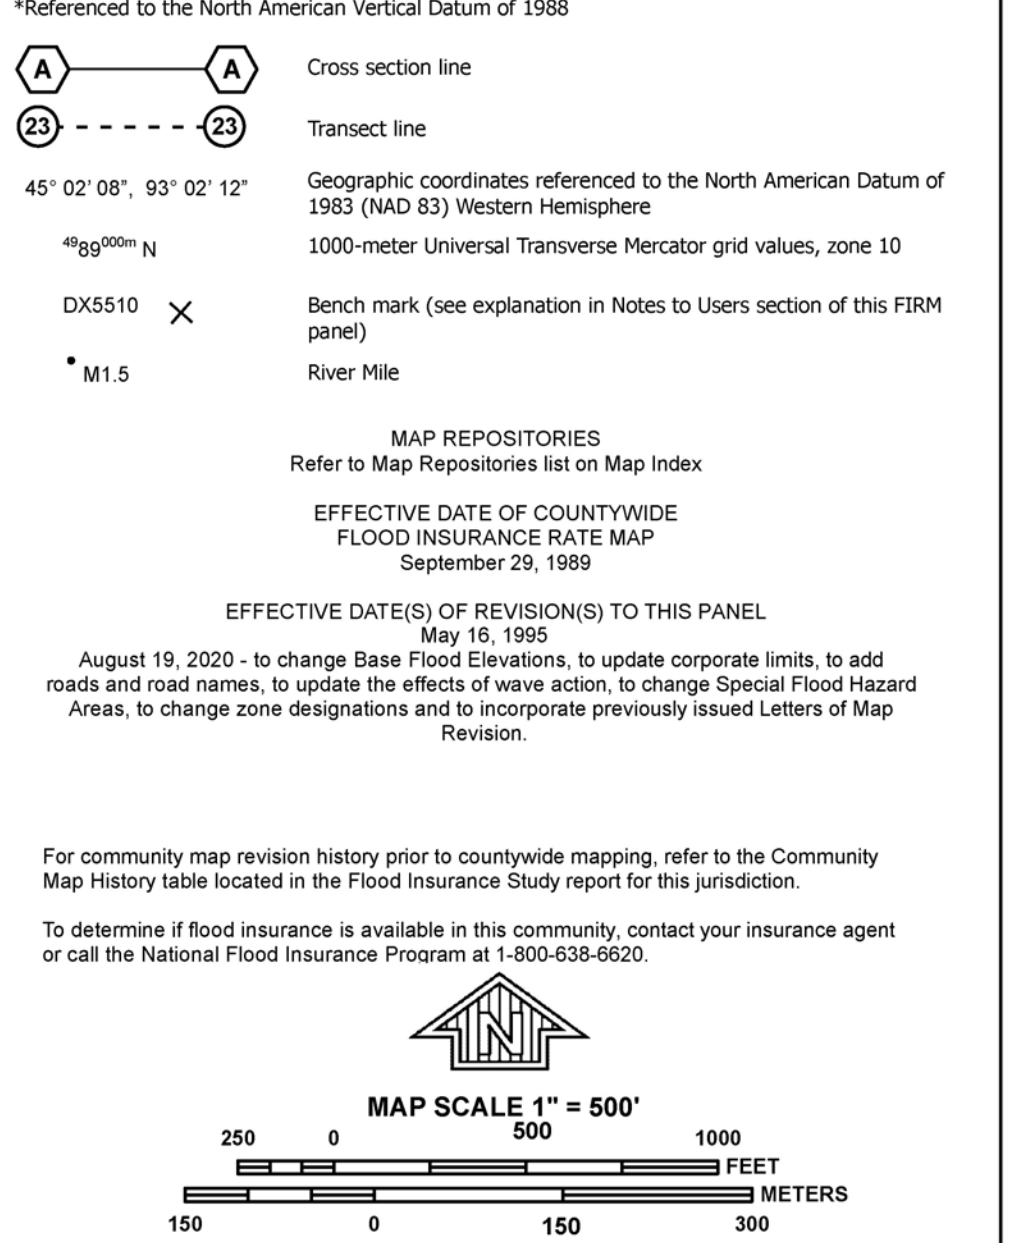 *Referenced to the North American Vertical Datum of 1988
A A Cross section line
23 23 Transect line
45° 02' 08”, 93° 02' 12” Geographic coordinates referenced to the North American Datum of
1983 (NAD 83) Western Hemisphere
4989000m N 1000-meter Universal Transverse Mercator grid values, zone 10
DX5510 Bench mark (see explanation in Notes to Users section of this FIRM
panel)
M1.5 River Mile
MAP REPOSITORIES
Refer to Map Repositories list on Map Index
EFFECTIVE DATE OF COUNTYWIDE
FLOOD INSURANCE RATE MAP
September 29, 1989
EFFECTIVE DATE(S) OF REVISION(S) TO THIS PANEL
May 16, 1995
August 19, 2020 - to change Base Flood Elevations, to update corporate limits, to add
roads and road names, to update the effects of wave action, to change Special Flood Hazard
Areas, to change zone designations and to incorporate previously issued Letters of Map
Revision.
For community map revision history prior to countywide mapping, refer to the Community
Map History table located in the Flood Insurance Study report for this jurisdiction.
To determine if flood insurance is available in this community, contact your insurance agent
or call the National Flood Insurance Program at 1-800-638-6620.
N
MAP SCALE 1" = 500'
250 0 500 1000
FEET
METERS
150 0 150 300